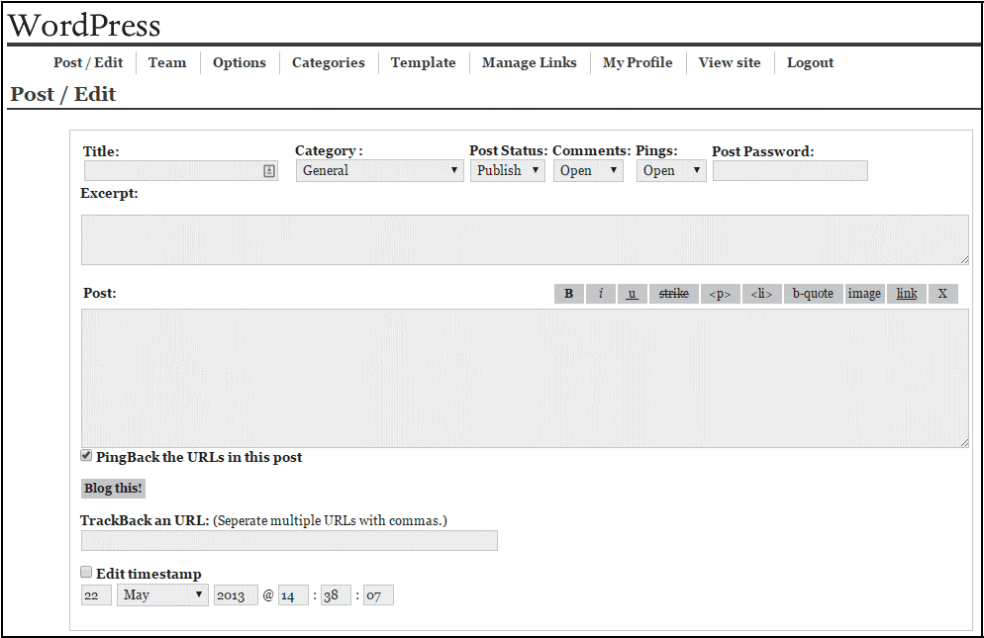 WordPress
Post / Edit Team Options Categories Template Manage Links My Profile View site Logout
Post / Edit
Title: Category : Post Status: Comments: Pings: Post Password:
General Publish Open Open
Excerpt:
Post: B i u strike <p> <li> b-quote image link X
PingBack the URLs in this post
Blog this!
TrackBack an URL: (Seperate multiple URLs with commas.)
Edit timestamp
22 May 2013 @ 14 : 38 : 07